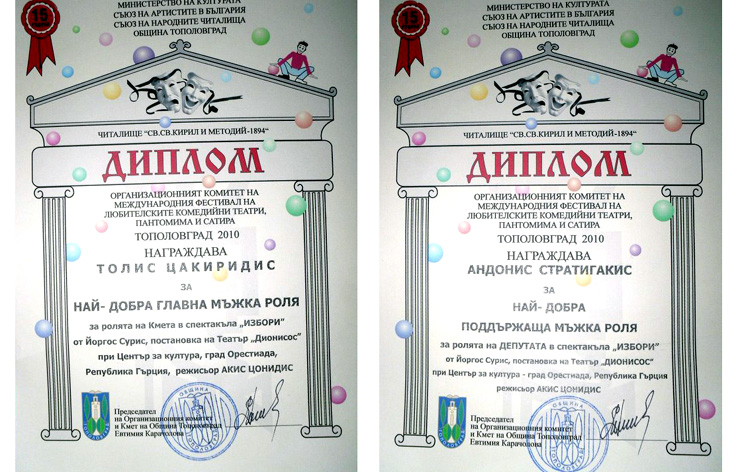 15
МИНИСТЕРСТВО НА КУЛТУРАТА
СЪЮЗ НА АРТИСТИТЕ В БЪЛГАРИЯ
СЪЮЗ НА НАРОДНИТЕ ЧИТАЛИЩА
ОБЩИНА ТОПОЛОВГРАД
ЧИТАЛИЩЕ "СВ.СВ.КИРИЛ И МЕТОДИЙ-1894"
ДИПЛОМ
ОРГАНИЗАЦИОННИЯТ КОМИТЕТ НА
МЕЖДУНАРОДНИЯ ФЕСТИВАЛ НА
ЛЮБИТЕЛСКИТЕ КОМЕДИЙНИ ТЕАТРИ,
ПАНТОМИМА И САТИРА
ТОПОЛОВГРАД 2010
НАГРАЖДАВА
ТОЛИС ЦАКИРИДИС
ЗА
НАЙ- ДОБРА ГЛАВНА МЪЖКА РОЛЯ
за ролята на Кмета в спектакъла „ИЗБОРИ"
от Йоргос Сурис, постановка на Театър „Дионисос"
при Център за култура, град Орестиада,
Република Гърция, режисьор АКИС ЦОНИДИС
Председател
на Организационния комитет
и Кмет на Община Тополовград
Евтимия Карачолова
ОБЩИНА
15
МИНИСТЕРСТВО НА КУЛТУРАТА
СЪЮЗ НА АРТИСТИТЕ В БЪЛГАРИЯ
СЪЮЗ НА НАРОДНИТЕ ЧИТАЛИЩА
ОБЩИНА ТОПОЛОВГРАД
ЧИТАЛИЩЕ "СВ.СВ.КИРИЛ И МЕТОДИЙ-1894"
ДИПЛОМ
ОРГАНИЗАЦИОННИЯТ КОМИТЕТ НА
МЕЖДУНАРОДНИЯ ФЕСТИВАЛ НА
ЛЮБИТЕЛСКИТЕ КОМЕДИЙНИ ТЕАТРИ,
ПАНТОМИМА И САТИРА
ТОПОЛОВГРАД 2010
НАГРАЖДАВА
АНДОНИС СТРАТИГАКИС
ЗА
НАЙ- ДОБРА
ПОДДЪРЖАЩА МЪЖКА РОЛЯ
за ролята на ДЕПУТАТА в спектакъла „ИЗБОРИ"
от Йоргос Сурис, постановка на Театър „ДИОНИСОС"
при Център за култура - град Орестиада, Република Гърция
режисьор АКИС ЦОНИДИС
Председател
на Организационния комитет
и Кмет на Община Тополовград
Евтимия Карачолова
ОБЩИНА